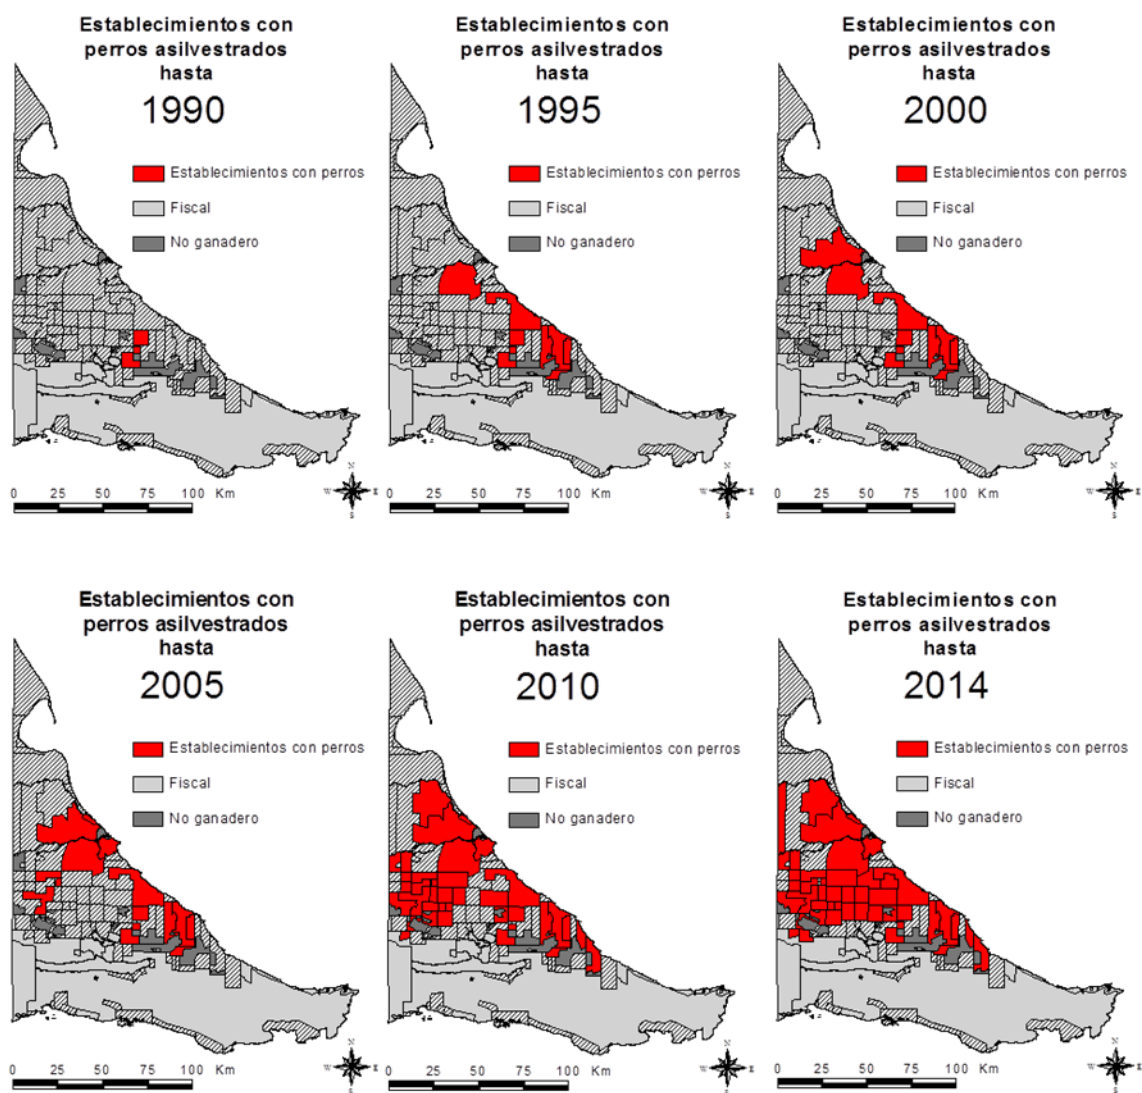 Establecimientos con
perros asilvestrados
hasta
1990
Establecimientos con perros
Fiscal
No ganadero
N
W
E
S
0 25 50 75 100 Km
Establecimientos con
perros asilvestrados
hasta
1995
Establecimientos con perros
Fiscal
No ganadero
N
W
E
S
0 25 50 75 100 Km
Establecimientos con
perros asilvestrados
hasta
2000
Establecimientos con perros
Fiscal
No ganadero
N
W
E
S
0 25 50 75 100 Km
Establecimientos con
perros asilvestrados
hasta
2005
Establecimientos con perros
Fiscal
No ganadero
N
W
E
S
0 25 50 75 100 Km
Establecimientos con
perros asilvestrados
hasta
2010
Establecimientos con perros
Fiscal
No ganadero
N
W
E
S
0 25 50 75 100 Km
Establecimientos con
perros asilvestrados
hasta
2014
Establecimientos con perros
Fiscal
No ganadero
N
W
E
S
0 25 50 75 100 Km